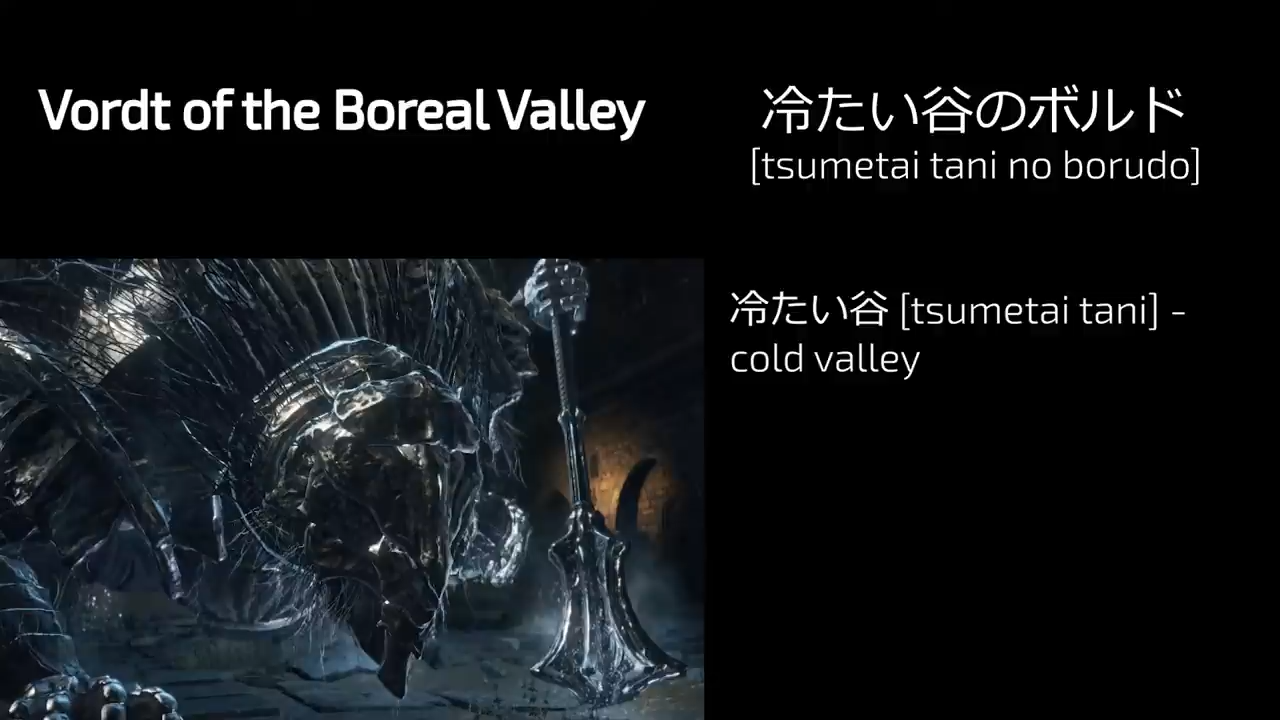 Vordt of the Boreal Valley
冷たい谷のボルド
[tsumetai tani no borudo]
冷たい谷 [tsumetai tani] -
cold valley